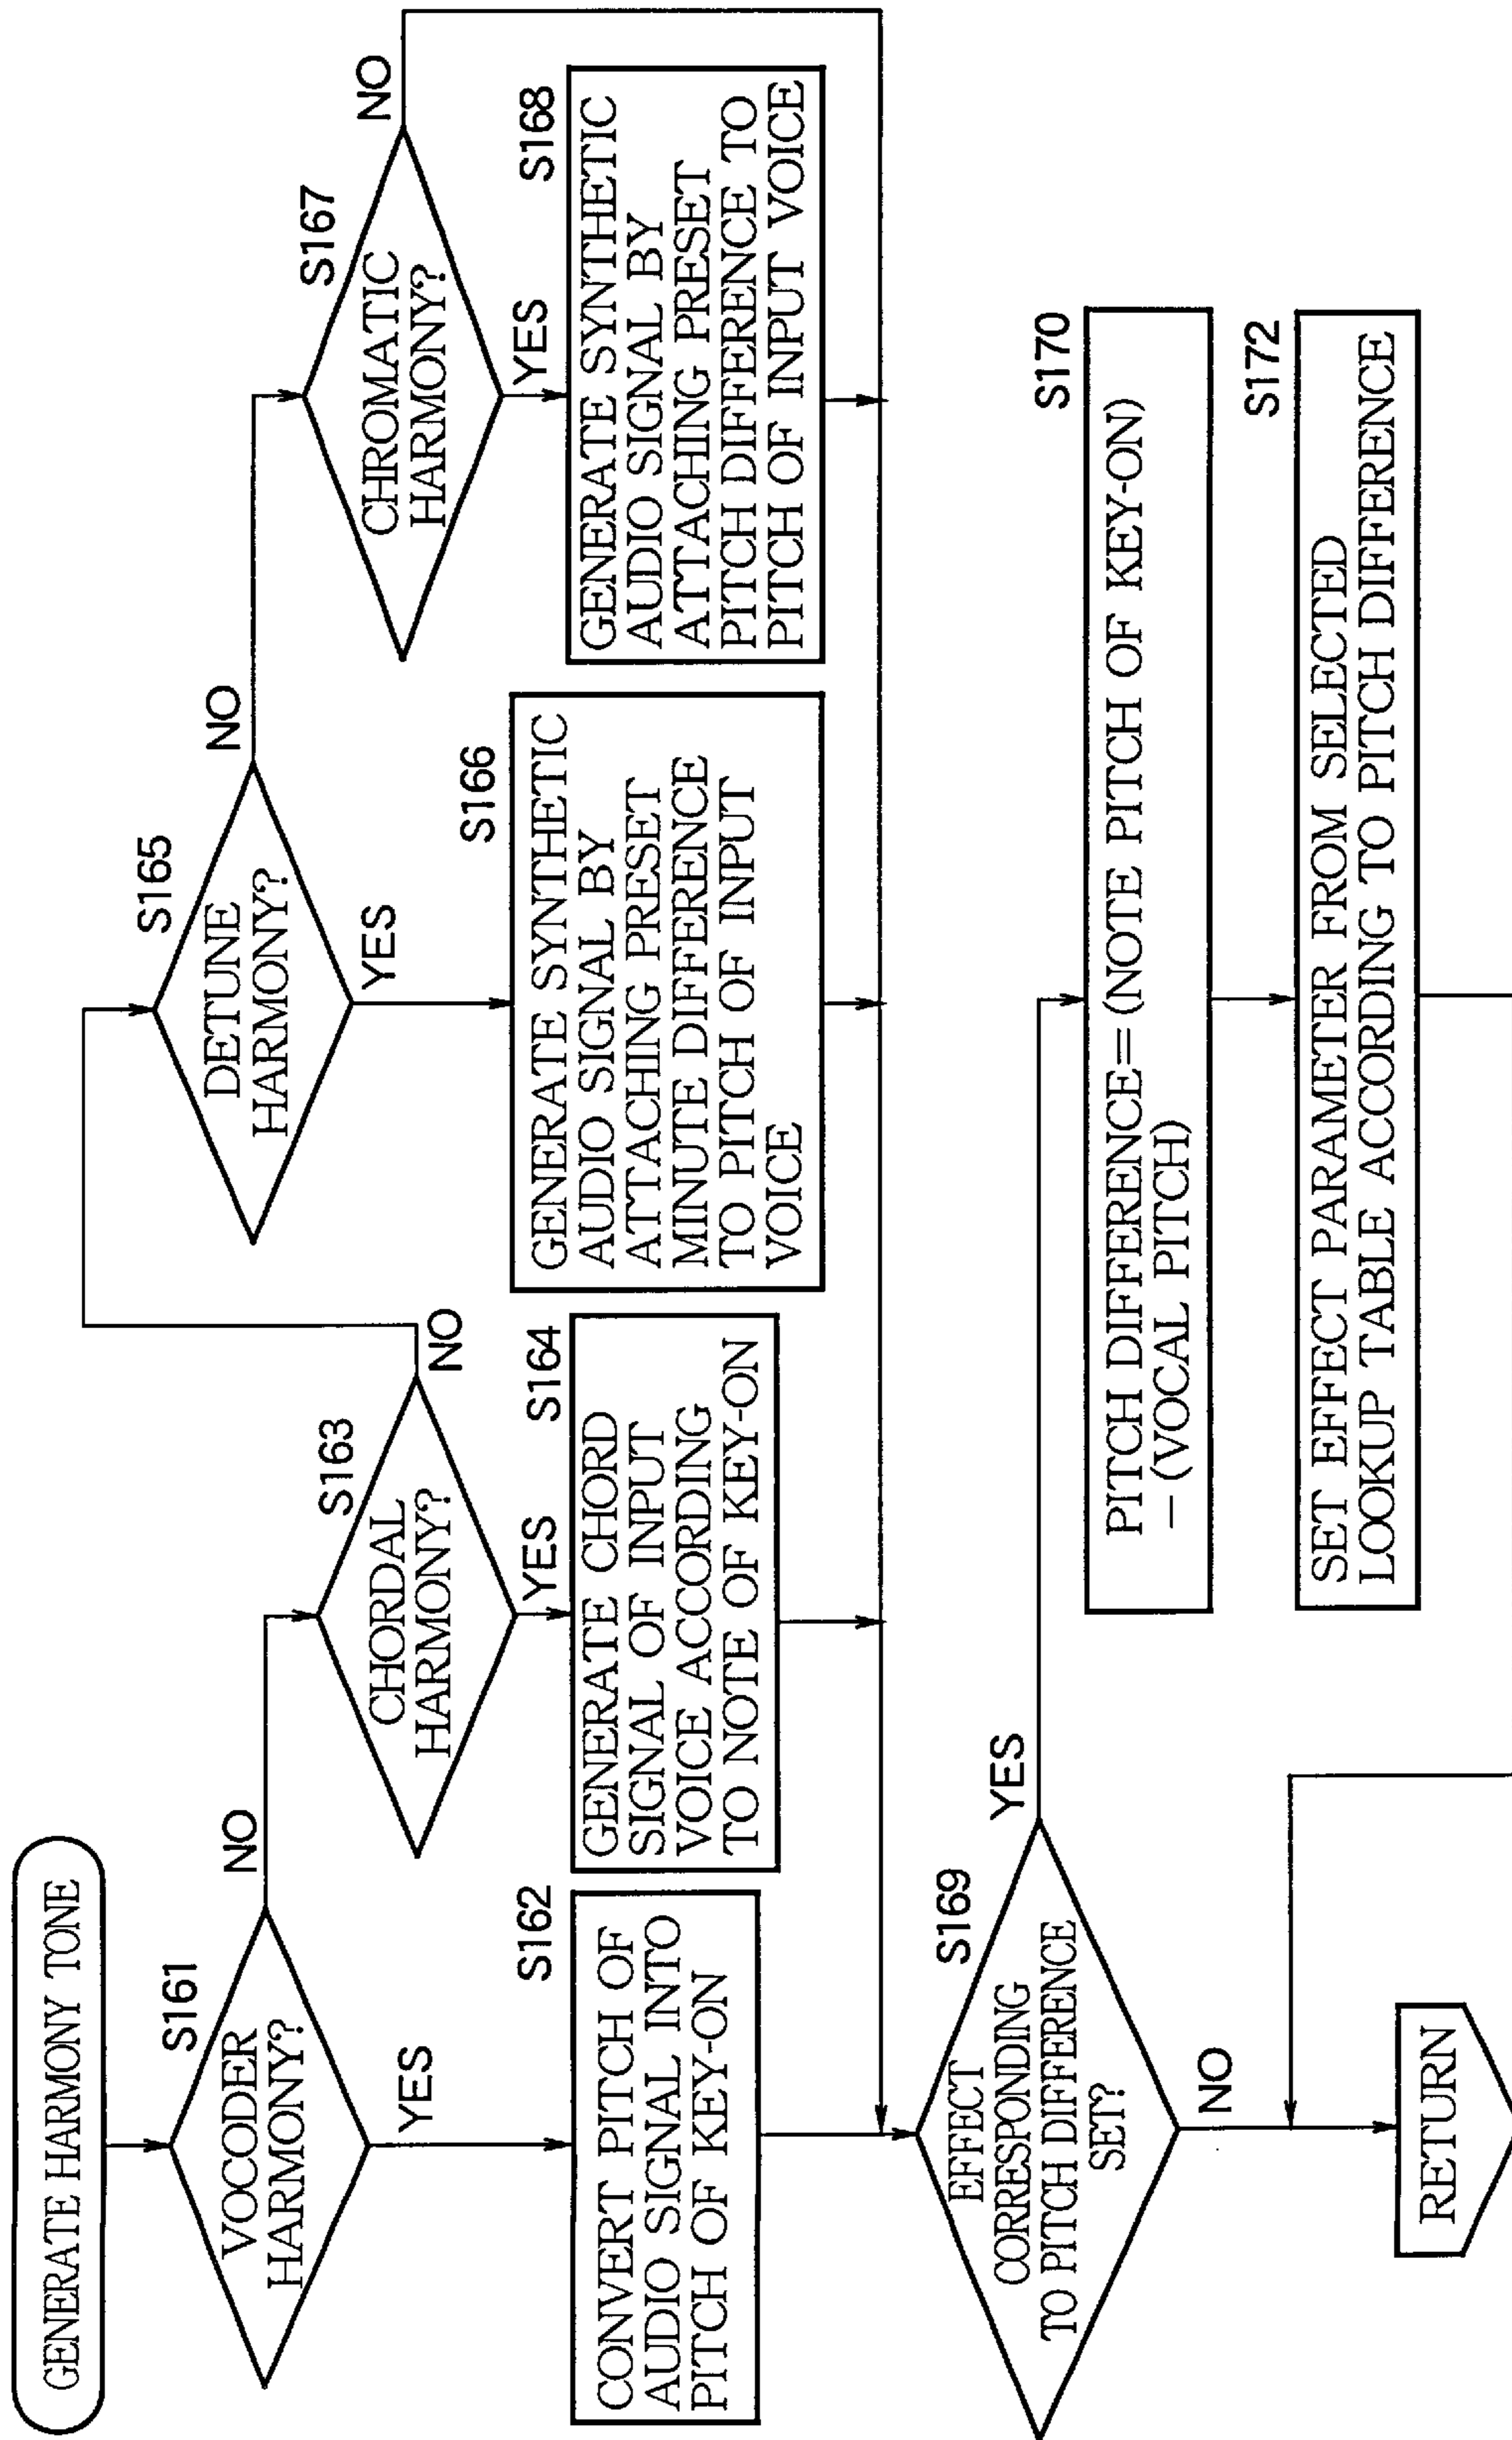 GENERATE HARMONY TONE
S161
VOCODER
HARMONY?
NO
YES
S162
CONVERT PITCH OF
AUDIO SIGNAL INTO
PITCH OF KEY-ON
S163
CHORDAL
HARMONY?
NO
YES
S164
GENERATE CHORD
SIGNAL OF INPUT
VOICE ACCORDING
TO NOTE OF KEY-ON
S165
DETUNE
HARMONY?
NO
YES
S166
GENERATE SYNTHETIC
AUDIO SIGNAL BY
ATTACHING PRESET
MINUTE DIFFERENCE
TO PITCH OF INPUT
VOICE
S167
CHROMATIC
HARMONY?
NO
YES
S168
GENERATE SYNTHETIC
AUDIO SIGNAL BY
ATTACHING PRESET
PITCH DIFFERENCE TO
PITCH OF INPUT VOICE
S169
EFFECT
CORRESPONDING
TO PITCH DIFFERENCE
SET?
YES
NO
S170
PITCH DIFFERENCE=(NOTE PITCH OF KEY-ON)
−(VOCAL PITCH)
S172
SET EFFECT PARAMETER FROM SELECTED
LOOKUP TABLE ACCORDING TO PITCH DIFFERENCE
RETURN